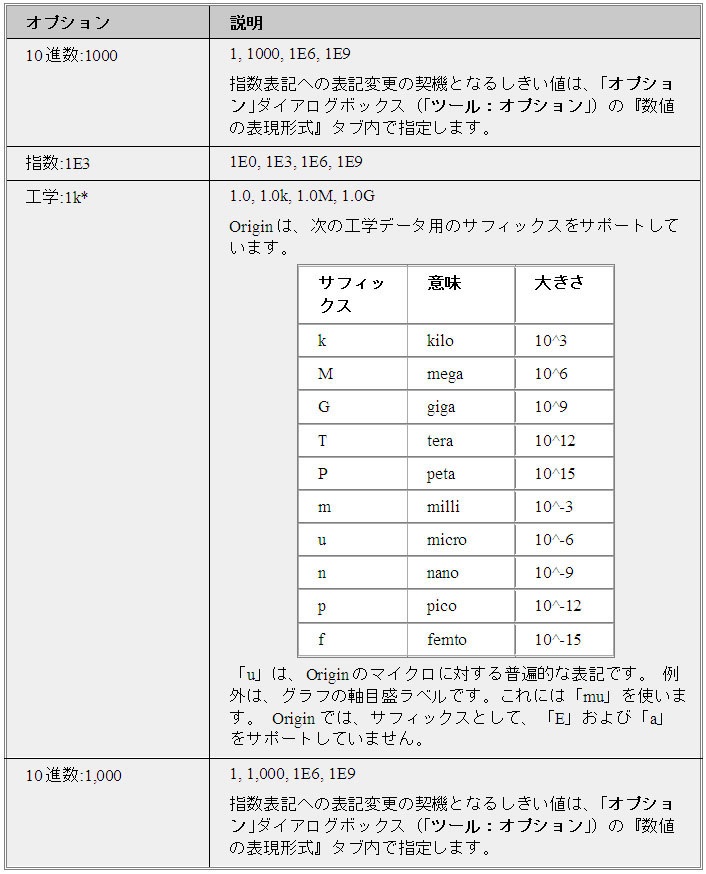 オプション 説明
10進数:1000 1, 1000, 1E6, 1E9
指数表記への表記変更の契機となるしきい値は、「オプショ
ン」ダイアログボックス（「ツール：オプション」）の『数値
の表現形式』タブ内で指定します。
指数:1E3 1E0, 1E3, 1E6, 1E9
工学:1k* 1.0, 1.0k, 1.0M, 1.0G
Originは、次の工学データ用のサフィックスをサポートして
います。
サフィッ 意味 大きさ
クス
k kilo 10^3
M mega 10^6
G giga 10^9
T tera 10^12
P peta 10^15
m milli 10^-3
u micro 10^-6
n nano 10^-9
p pico 10^-12
f femto 10^-15
「u」は、Originのマイクロに対する普遍的な表記です。 例
外は、グラフの軸目盛ラベルです。これには「mu」を使いま
す。 Originでは、サフィックスとして、「E」および「a」
をサポートしていません。
10進数:1,000 1, 1,000, 1E6, 1E9
指数表記への表記変更の契機となるしきい値は、「オプショ
ン」ダイアログボックス（「ツール：オプション」）の『数値
の表現形式』タブ内で指定します。